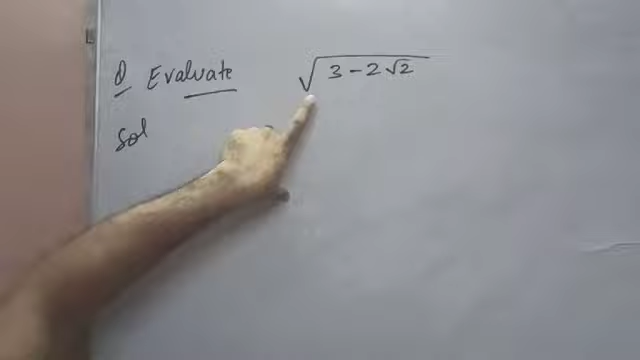 Q Evaluate √(3-2√2)
Sol